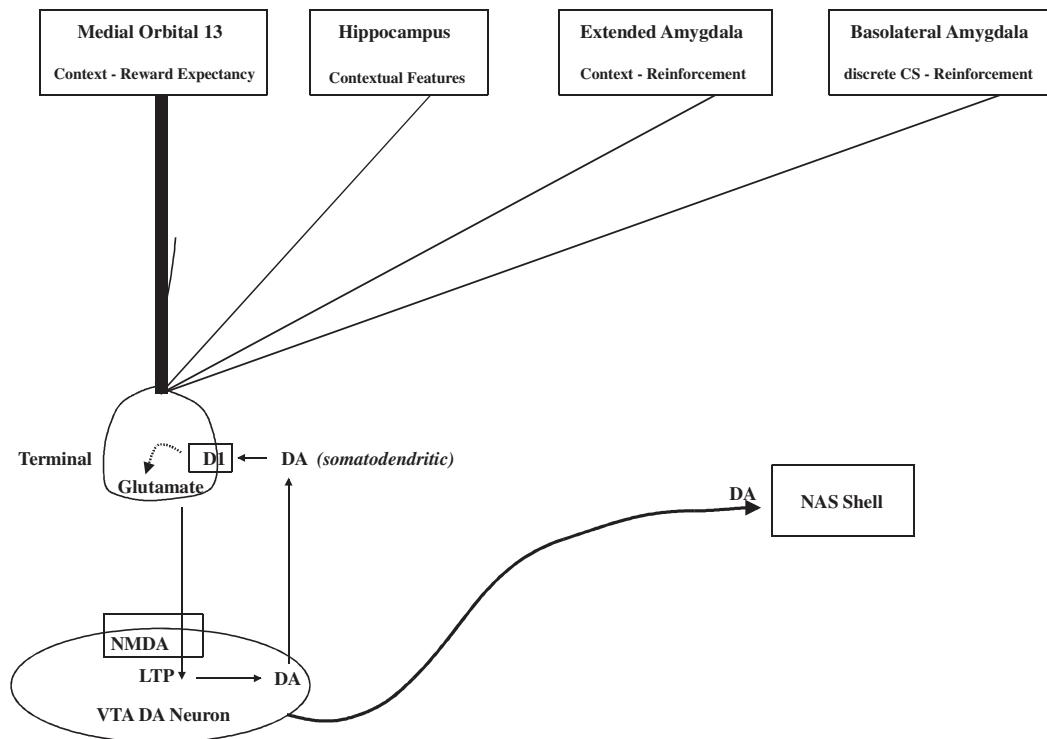 Medial Orbital 13
Context - Reward Expectancy
Hippocampus
Contextual Features
Extended Amygdala
Context - Reinforcement
Basolateral Amygdala
discrete CS - Reinforcement
Terminal
D1
DA (somatodendritic)
Glutamate
DA
NAS Shell
NMDA
LTP
DA
VTA DA Neuron